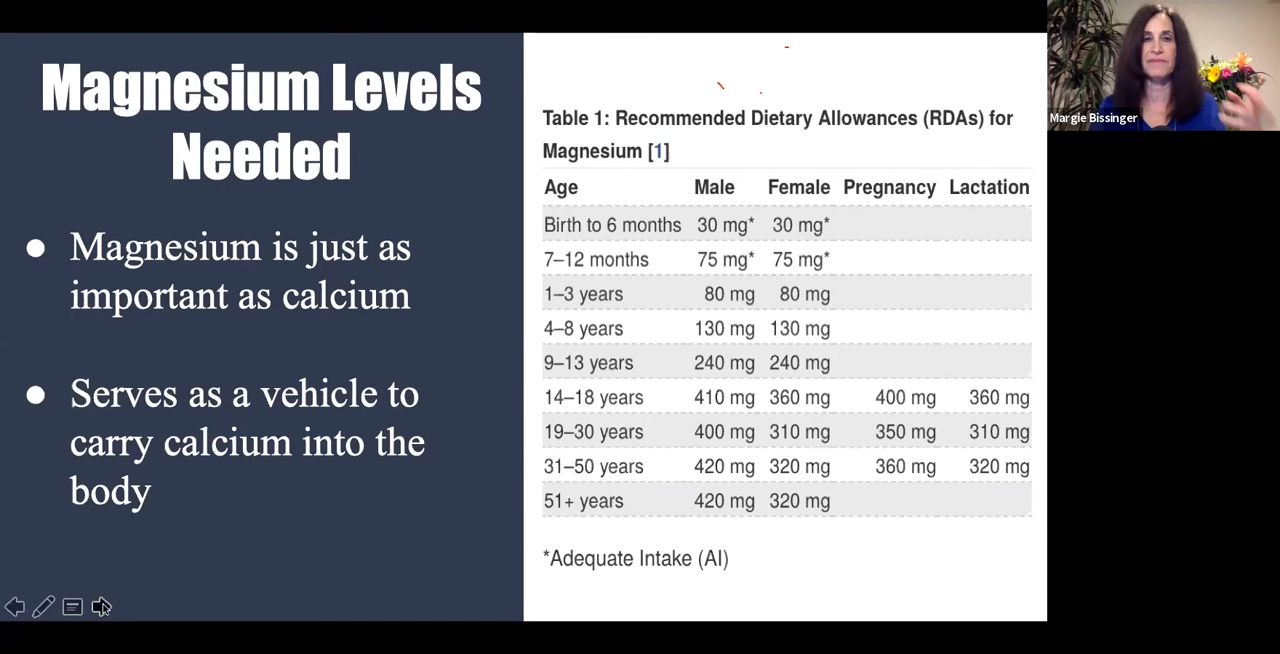 Magnesium Levels
Needed
● Magnesium is just as
important as calcium
● Serves as a vehicle to
carry calcium into the
body
Table 1: Recommended Dietary Allowances (RDAs) for
Magnesium [1]
Age Male Female Pregnancy Lactation
Birth to 6 months 30 mg* 30 mg*
7–12 months 75 mg* 75 mg*
1–3 years 80 mg 80 mg
4–8 years 130 mg 130 mg
9–13 years 240 mg 240 mg
14–18 years 410 mg 360 mg 400 mg 360 mg
19–30 years 400 mg 310 mg 350 mg 310 mg
31–50 years 420 mg 320 mg 360 mg 320 mg
51+ years 420 mg 320 mg
*Adequate Intake (AI)
Margie Bissinger